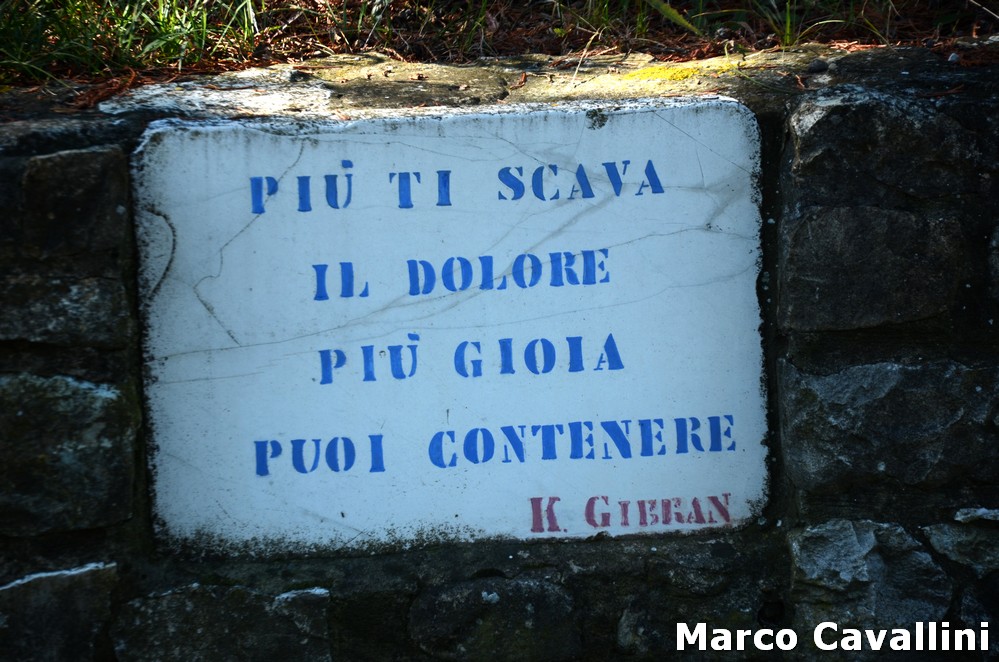 PIÙ TI SCAVA
IL DOLORE
PIÙ GIOIA
PUOI CONTENERE
K. GIBRAN
Marco Cavallini